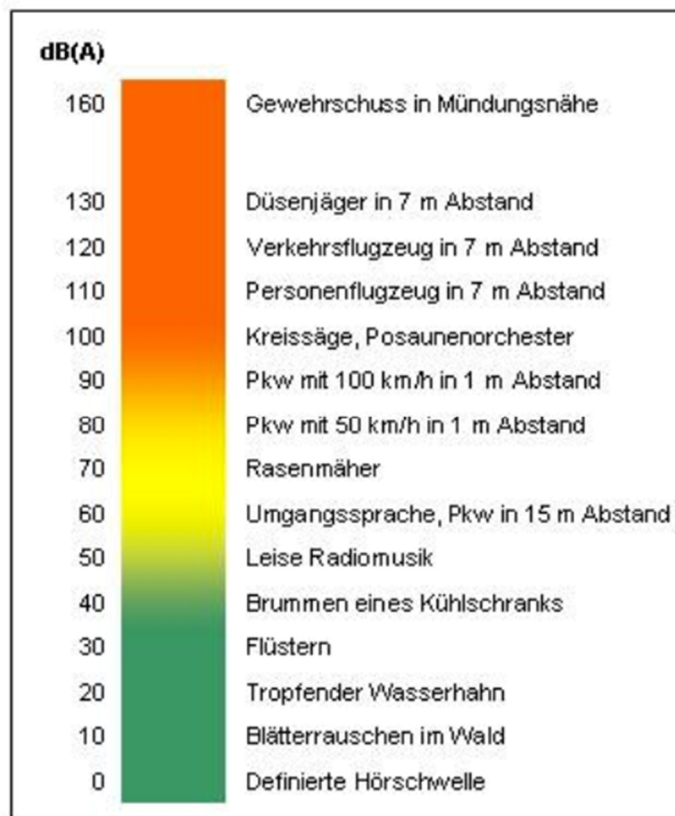 dB(A)
160 Gewehrschuss in Mündungsnähe
130 Düsenjäger in 7 m Abstand
120 Verkehrsflugzeug in 7 m Abstand
110 Personenflugzeug in 7 m Abstand
100 Kreissäge, Posaunenorchester
90 Pkw mit 100 km/h in 1 m Abstand
80 Pkw mit 50 km/h in 1 m Abstand
70 Rasenmäher
60 Umgangssprache, Pkw in 15 m Abstand
50 Leise Radiomusik
40 Brummen eines Kühlschranks
30 Flüstern
20 Tropfender Wasserhahn
10 Blätterrauschen im Wald
0 Definierte Hörschwelle